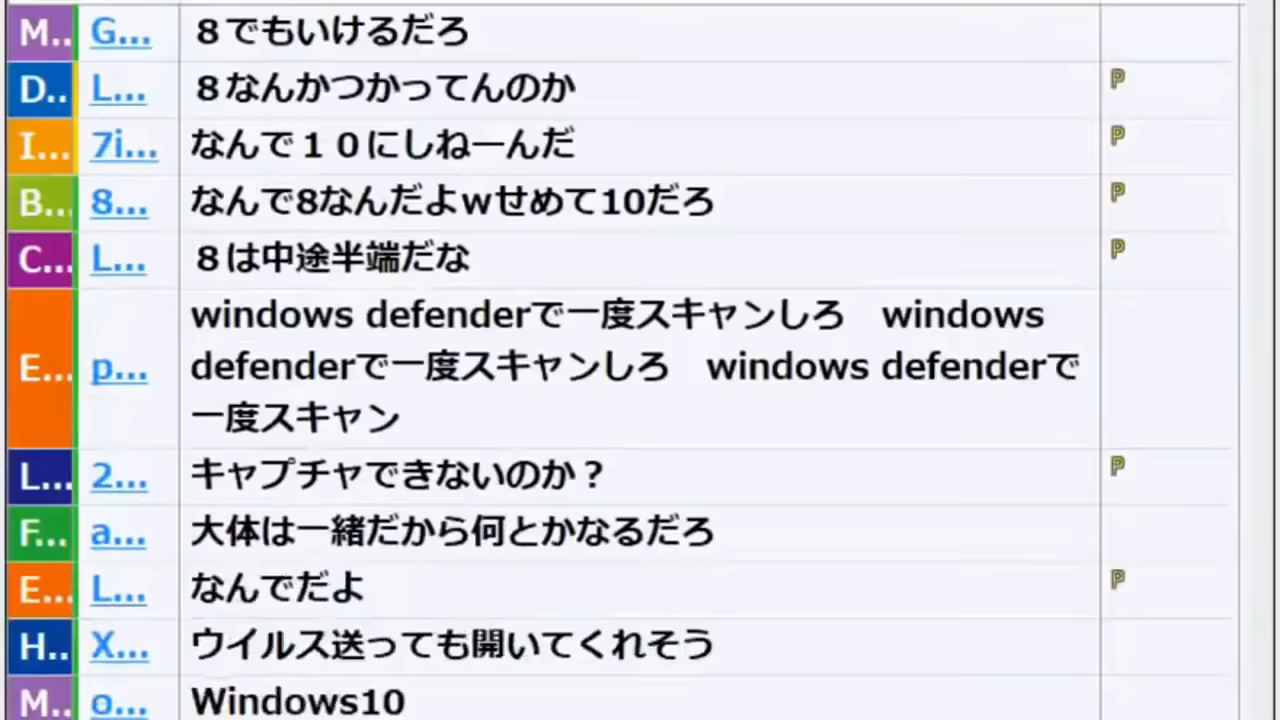 M.. G... ８でもいけるだろ
D.. L... ８なんかつかってんのか P
I... 7i... なんで１０にしねーんだ P
B.. 8... なんで8なんだよwせめて10だろ P
C... L... ８は中途半端だな P
E... p... windows defenderで一度スキャンしろ　windows
defenderで一度スキャンしろ　windows defenderで
一度スキャン
L... 2... キャプチャできないのか？ P
F... a... 大体は一緒だから何とかなるだろ
E... L... なんでだよ P
H.. X... ウイルス送っても開いてくれそう
M.. o... Windows10